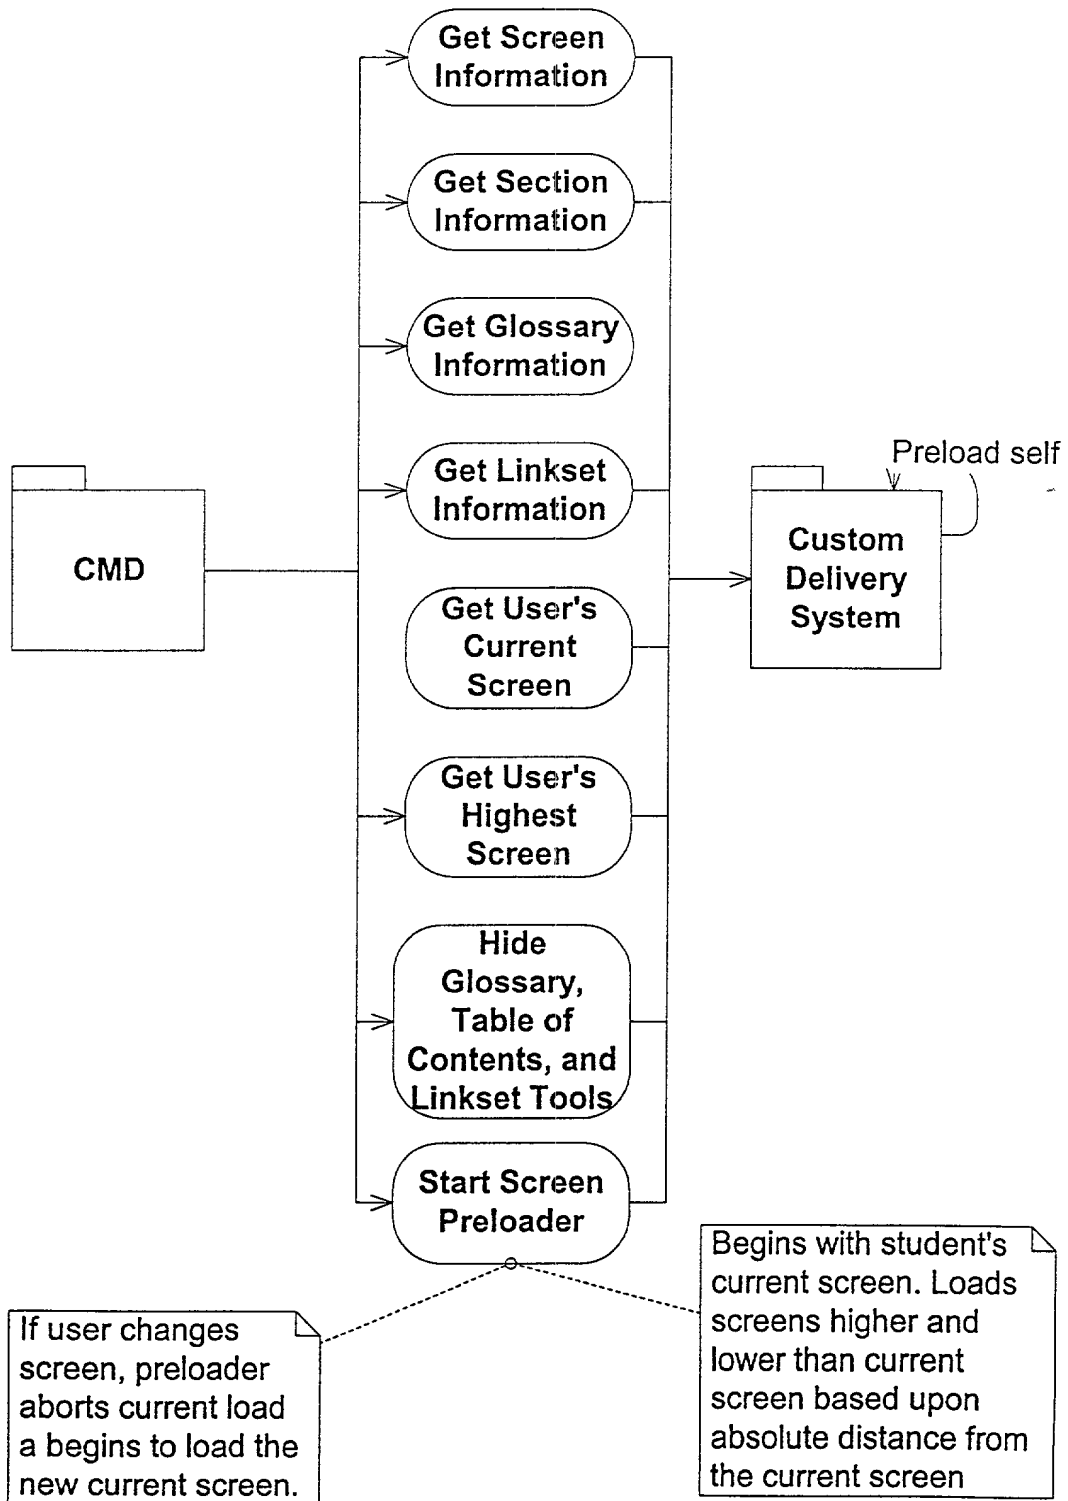 Get Screen
Information
Get Section
Information
Get Glossary
Information
Get Linkset
Information
Preload self
CMD
Custom
Delivery
System
Get User's
Current
Screen
Get User's
Highest
Screen
Hide
Glossary,
Table of
Contents, and
Linkset Tools
Start Screen
Preloader
If user changes
screen, preloader
aborts current load
a begins to load the
new current screen.
Begins with student's
current screen. Loads
screens higher and
lower than current
screen based upon
absolute distance from
the current screen